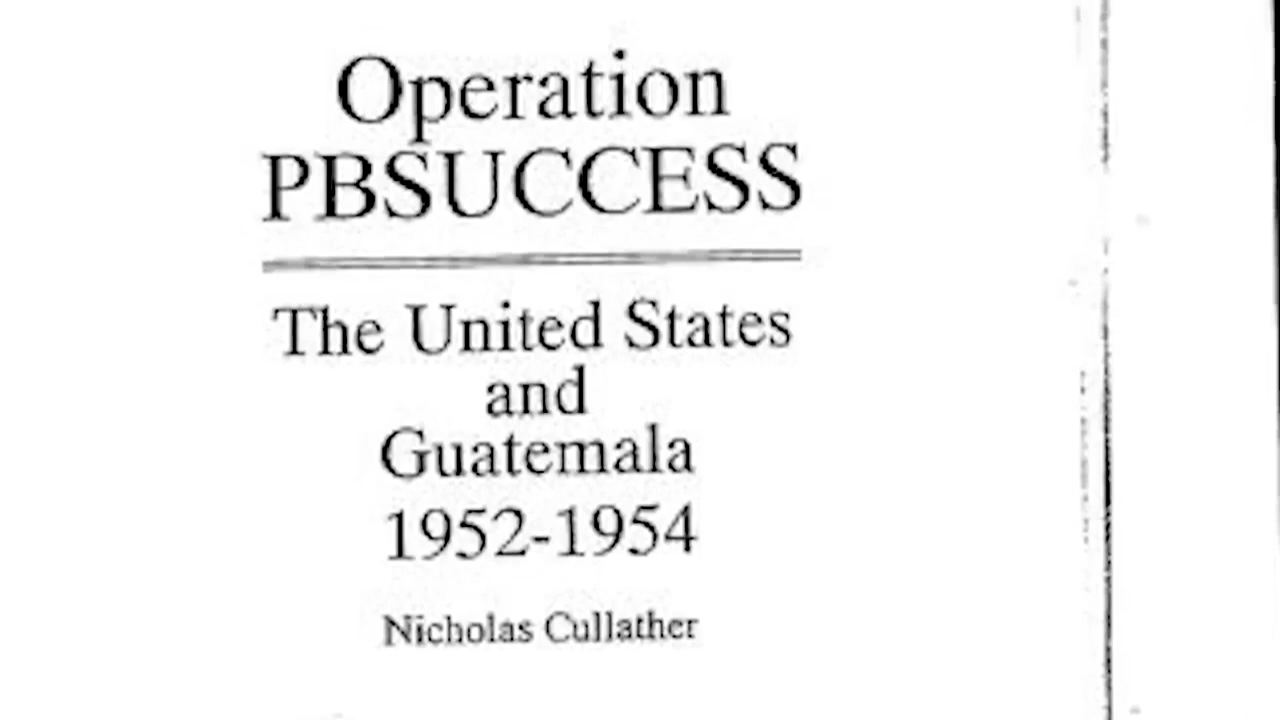 Operation
PBSUCCESS
The United States
and
Guatemala
1952-1954
Nicholas Cullather